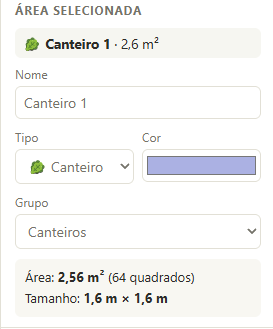 ÁREA SELECIONADA
Canteiro 1 · 2,6 m²
Nome
Canteiro 1
Tipo Cor
Canteiro
Grupo
Canteiros
Área: 2,56 m² (64 quadrados)
Tamanho: 1,6 m × 1,6 m